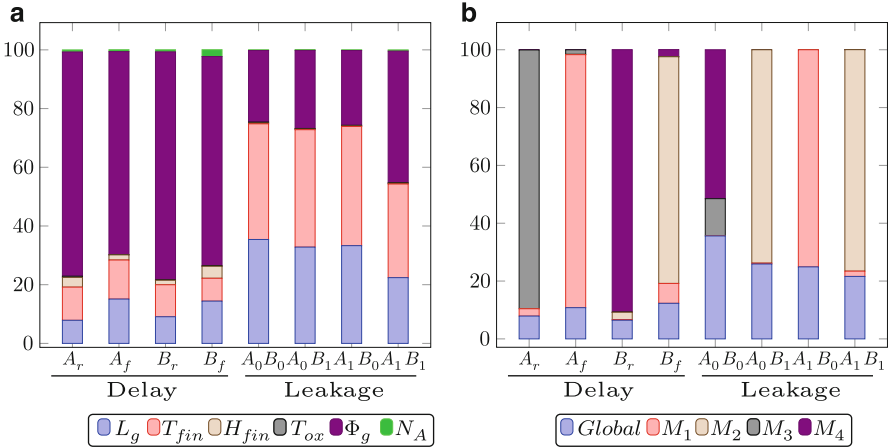 a
100
80
60
40
20
0
A_r A_f B_r B_f A_0 B_0 A_0 B_1 A_1 B_0 A_1 B_1
Delay Leakage
L_g T_fin H_fin T_ox Φ_g N_A
b
100
80
60
40
20
0
A_r A_f B_r B_f A_0 B_0 A_0 B_1 A_1 B_0 A_1 B_1
Delay Leakage
Global M_1 M_2 M_3 M_4